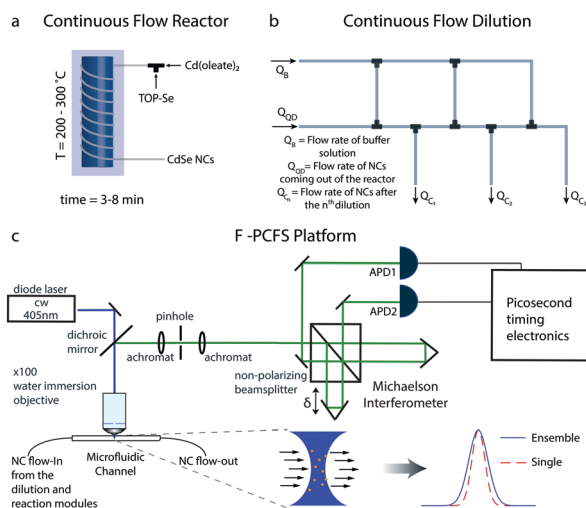 a
Continuous Flow Reactor
T = 200 - 300 °C
Cd(oleate)₂
TOP-Se
CdSe NCs
time = 3-8 min
b
Continuous Flow Dilution
Q_B
Q_QD
Q_B = Flow rate of buffer
solution
Q_QD = Flow rate of NCs
coming out of the reactor
Q_Cn = Flow rate of NCs after
the nᵗʰ dilution
Q_C₁
Q_C₂
Q_C₃
c
F -PCFS Platform
diode laser
cw
405nm
dichroic
mirror
pinhole
achromat
achromat
x100
water immersion
objective
APD1
APD2
Picosecond
timing
electronics
non-polarizing
beamsplitter
δ
Michaelson
Interferometer
NC flow-In
from the
dilution and
reaction modules
Microfluidic
Channel
NC flow-out
Ensemble
Single